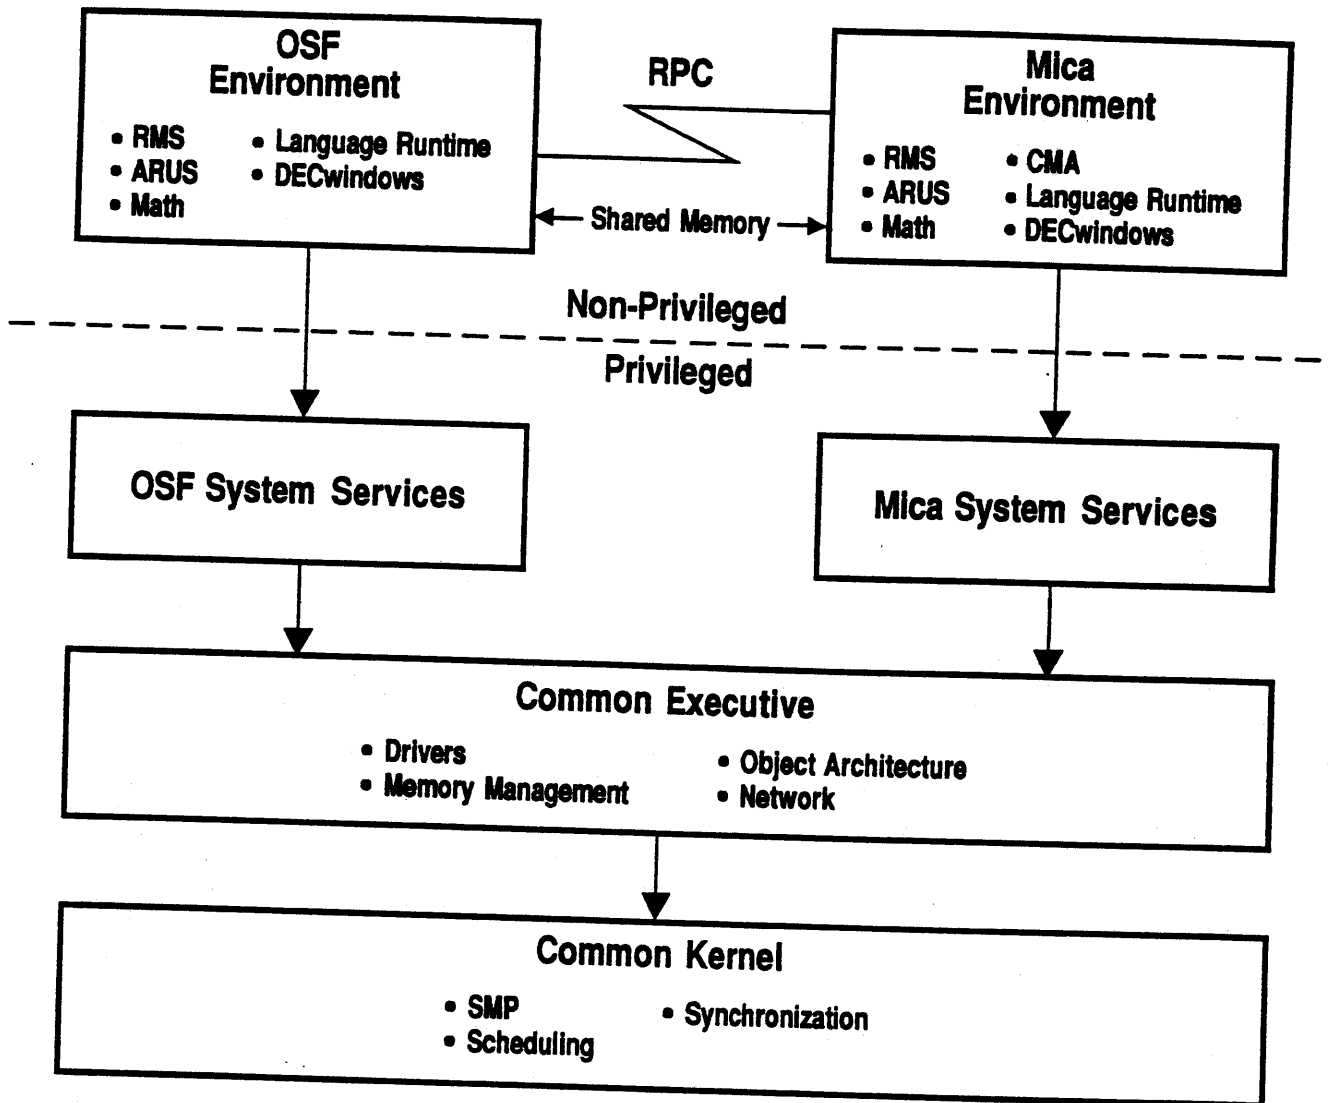 OSF
Environment
• RMS
• ARUS
• Math
• Language Runtime
• DECwindows
RPC
Shared Memory
Mica
Environment
• RMS
• ARUS
• Math
• CMA
• Language Runtime
• DECwindows
Non-Privileged
Privileged
OSF System Services
Mica System Services
Common Executive
• Drivers
• Memory Management
• Object Architecture
• Network
Common Kernel
• SMP
• Scheduling
• Synchronization